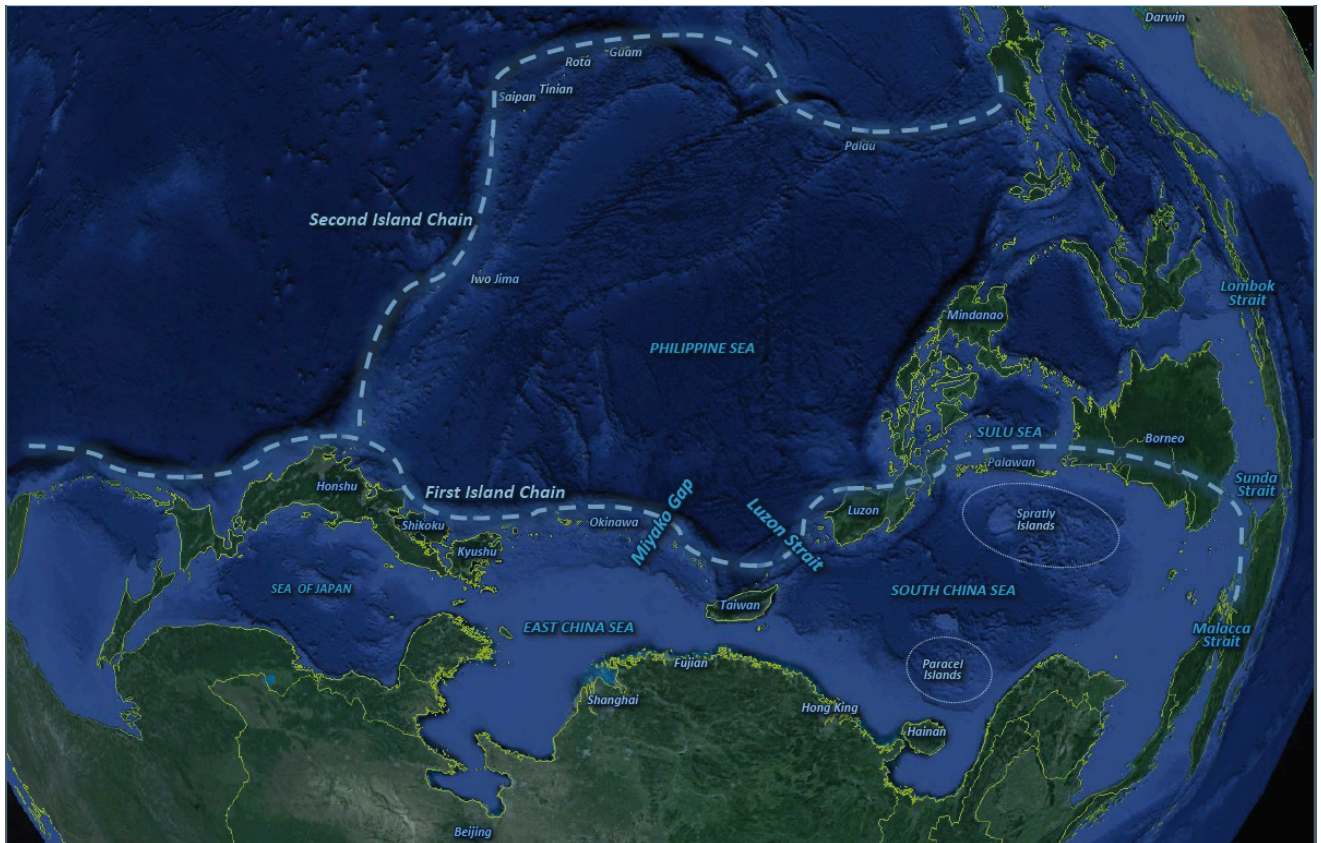 Darwin
Guam
Rota
Tinian
Saipan
Palau
Second Island Chain
Iwo Jima
Lombok
Strait
Mindanao
PHILIPPINE SEA
SULU SEA
Borneo
Palawan
Honshu
First Island Chain
Sunda
Strait
Miyako Gap
Luzon Strait
Luzon
Spratly
Islands
Okinawa
Shikoku
Kyushu
SEA OF JAPAN
SOUTH CHINA SEA
Taiwan
EAST CHINA SEA
Malacca
Strait
Fujian
Paracel
Islands
Shanghai
Hong King
Hainan
Beijing